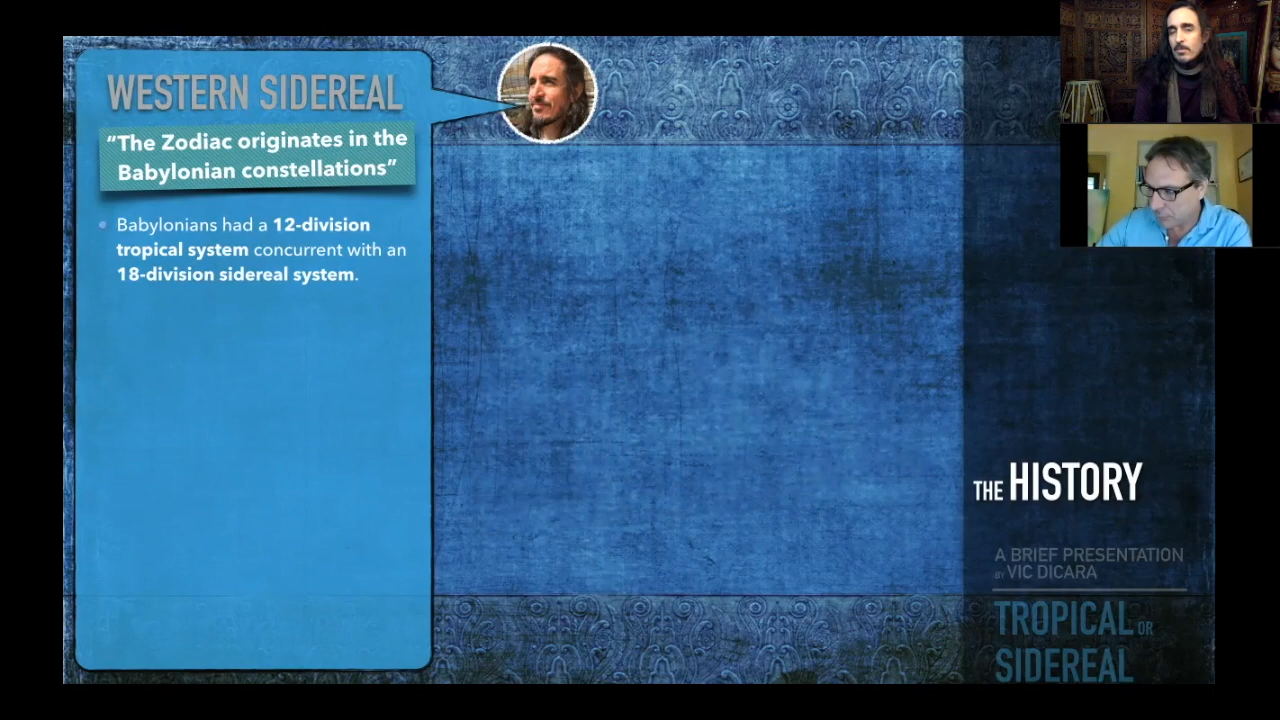 WESTERN SIDEREAL
“The Zodiac originates in the
Babylonian constellations”
• Babylonians had a 12-division
tropical system concurrent with an
18-division sidereal system.
THE HISTORY
A BRIEF PRESENTATION
BY VIC DICARA
TROPICAL OR
SIDEREAL